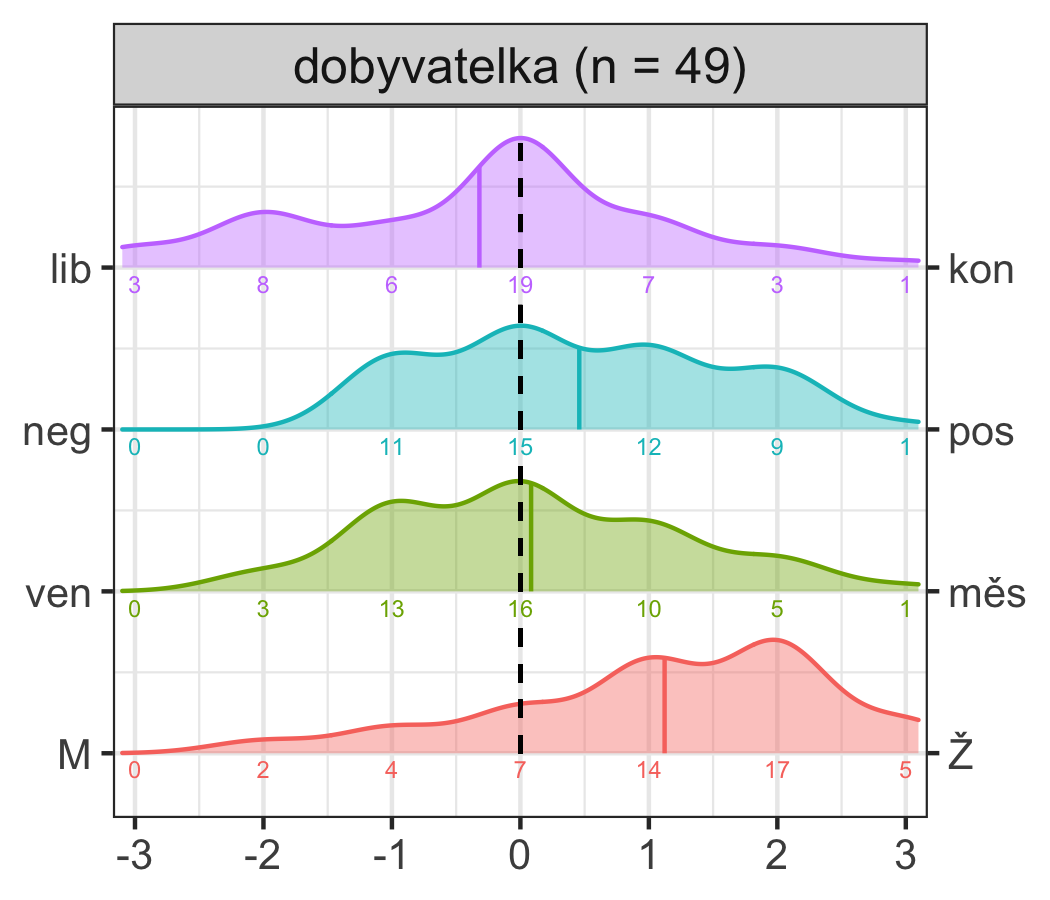 dobyvatelka (n = 49)
lib kon
3 8 6 19 7 3 1
neg pos
0 0 11 15 12 9 1
ven měs
0 3 13 16 10 5 1
M Ž
0 2 4 7 14 17 5
-3 -2 -1 0 1 2 3